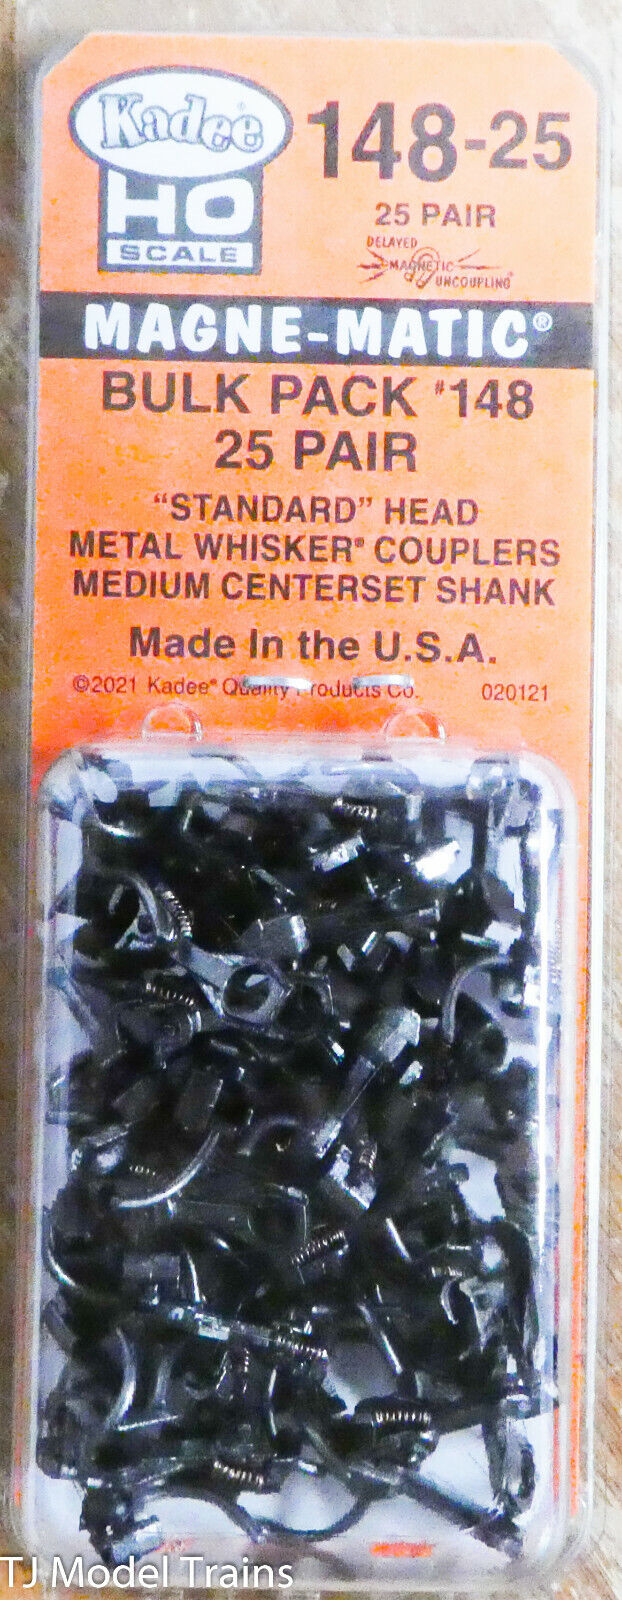 Kadee®
HO
SCALE
148-25
25 PAIR
DELAYED
MAGNETIC
UNCOUPLING®
MAGNE-MATIC®
BULK PACK #148
25 PAIR
“STANDARD” HEAD
METAL WHISKER® COUPLERS
MEDIUM CENTERSET SHANK
Made In the U.S.A.
©2021 Kadee® Quality Products Co. 020121
TJ Model Trains